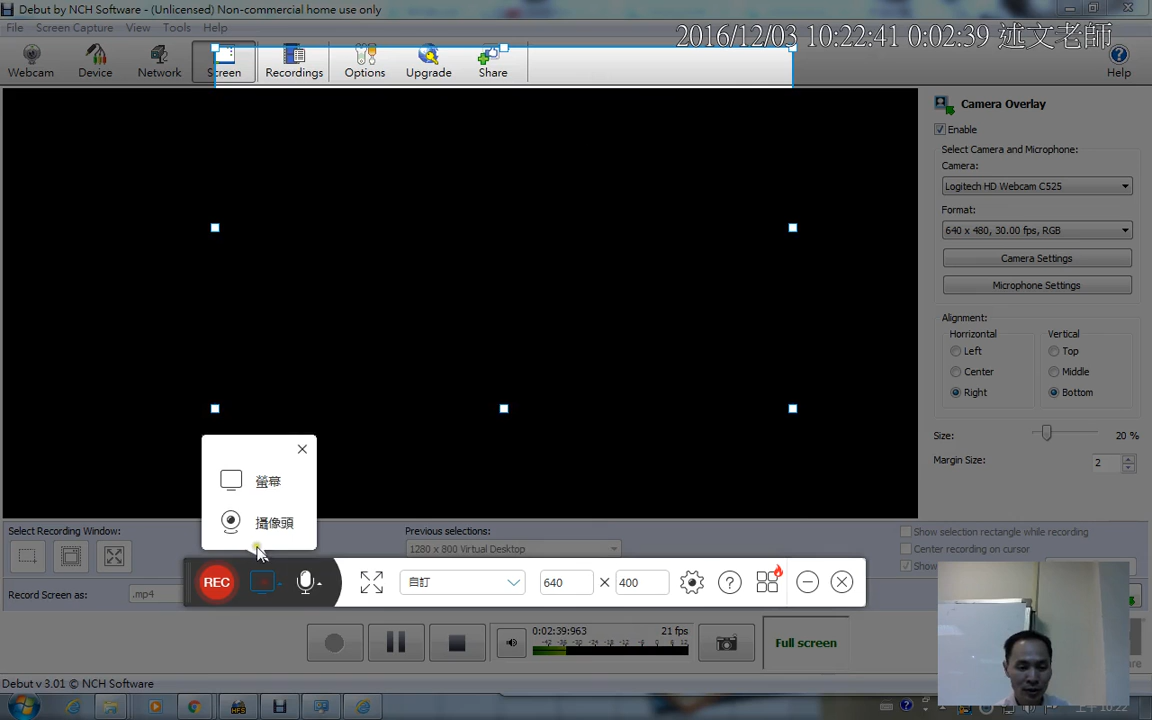 Debut by NCH Software - (Unlicensed) Non-commercial home use only
File Screen Capture View Tools Help
2016/12/03 10:22:41 0:02:39 述文老師
Webcam Device Network Screen Recordings Options Upgrade Share Help
Camera Overlay
Enable
Select Camera and Microphone:
Camera:
Logitech HD Webcam C525
Format:
640 x 480, 30.00 fps, RGB
Camera Settings
Microphone Settings
Alignment:
Horrizontal Vertical
Left Top
Center Middle
Right Bottom
Size: 20 %
Margin Size: 2
螢幕
攝像頭
Select Recording Window:
Previous selections:
1280 x 800 Virtual Desktop
Show selection rectangle while recording
Center recording on cursor
Show
REC 自訂 640 × 400 ?
Record Screen as: .mp4
0:02:39:963 21 fps
Full screen
Debut v 3.01 © NCH Software
HFS
上午 10:22